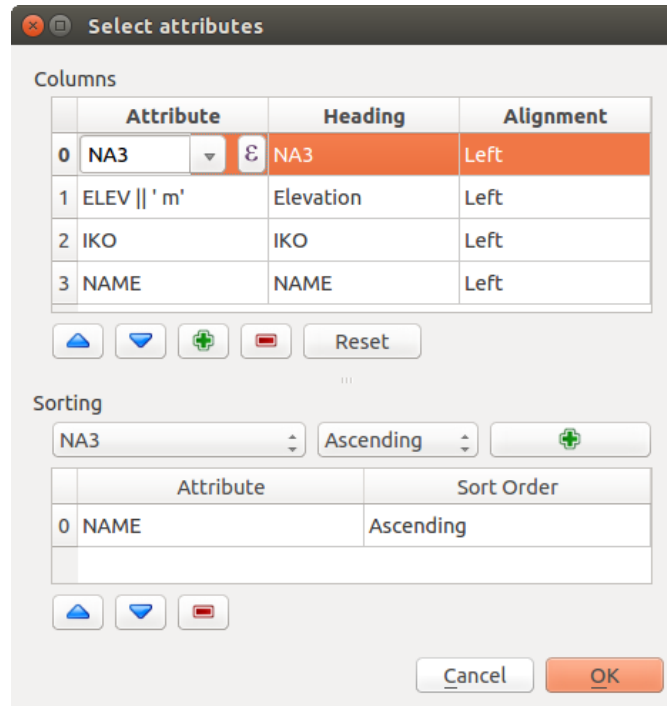 Select attributes
Columns
Attribute Heading Alignment
0 NA3 ε NA3 Left
1 ELEV || ' m' Elevation Left
2 IKO IKO Left
3 NAME NAME Left
Reset
Sorting
NA3 Ascending
Attribute Sort Order
0 NAME Ascending
Cancel OK